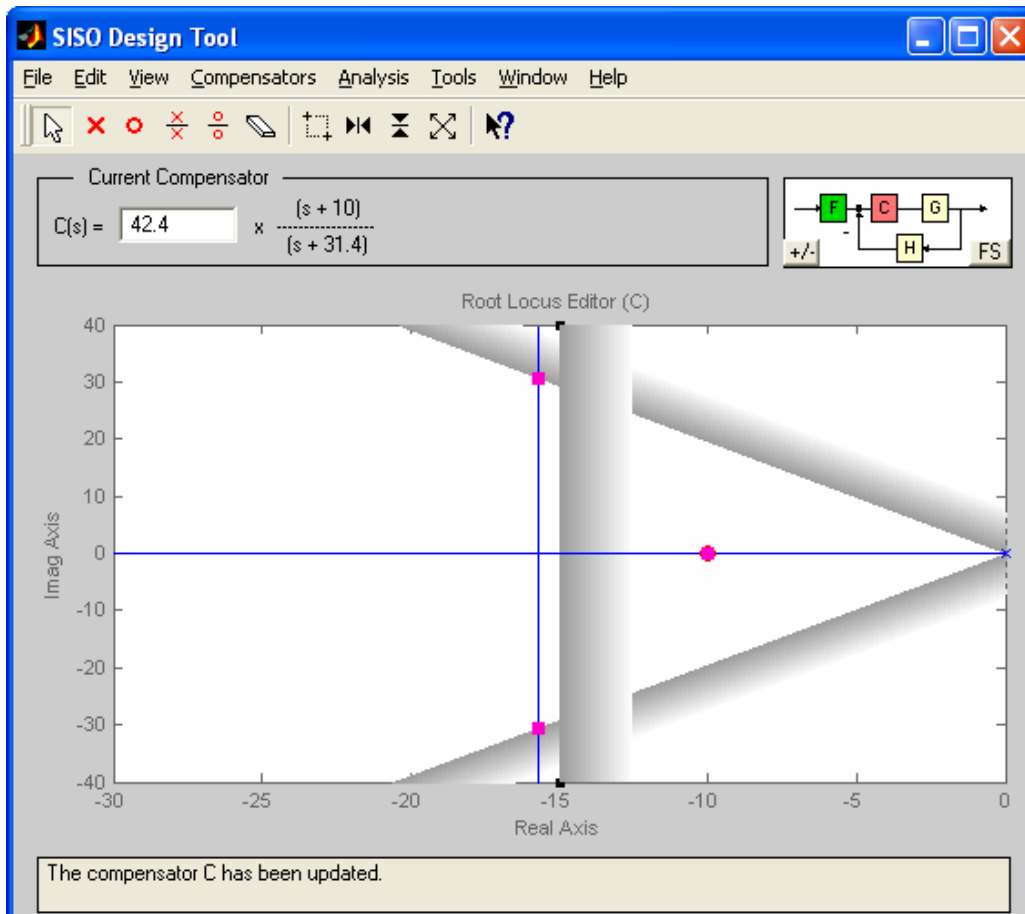 SISO Design Tool
File Edit View Compensators Analysis Tools Window Help
Current Compensator
C(s) = 42.4 x (s + 10)
(s + 31.4)
F C G
-
H
+/- FS
Root Locus Editor (C)
40
30
20
10
0
-10
-20
-30
-40
Imag Axis
-30 -25 -20 -15 -10 -5 0
Real Axis
The compensator C has been updated.